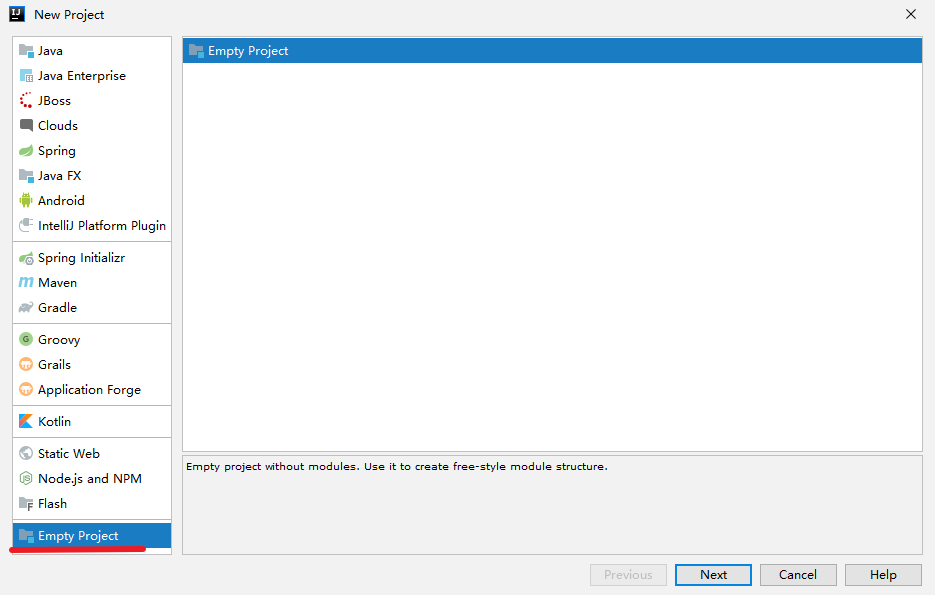 New Project
Java
Java Enterprise
JBoss
Clouds
Spring
Java FX
Android
IntelliJ Platform Plugin
Spring Initializr
Maven
Gradle
Groovy
Grails
Application Forge
Kotlin
Static Web
Node.js and NPM
Flash
Empty Project
Empty Project
Empty project without modules. Use it to create free-style module structure.
Previous
Next
Cancel
Help